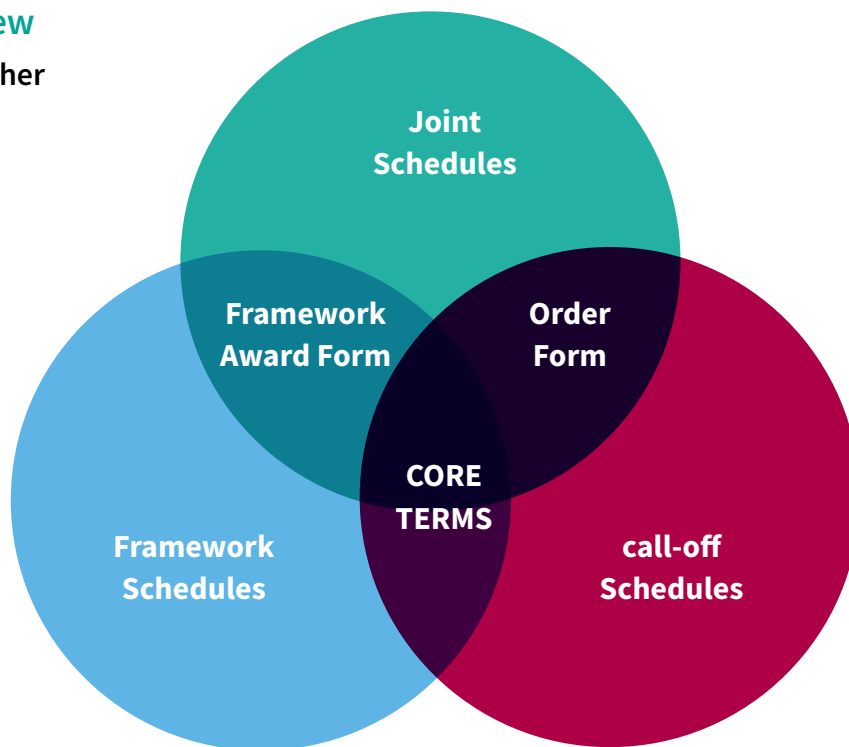 ew
her
Joint
Schedules
Framework
Award Form
Order
Form
CORE
TERMS
Framework
Schedules
call-off
Schedules